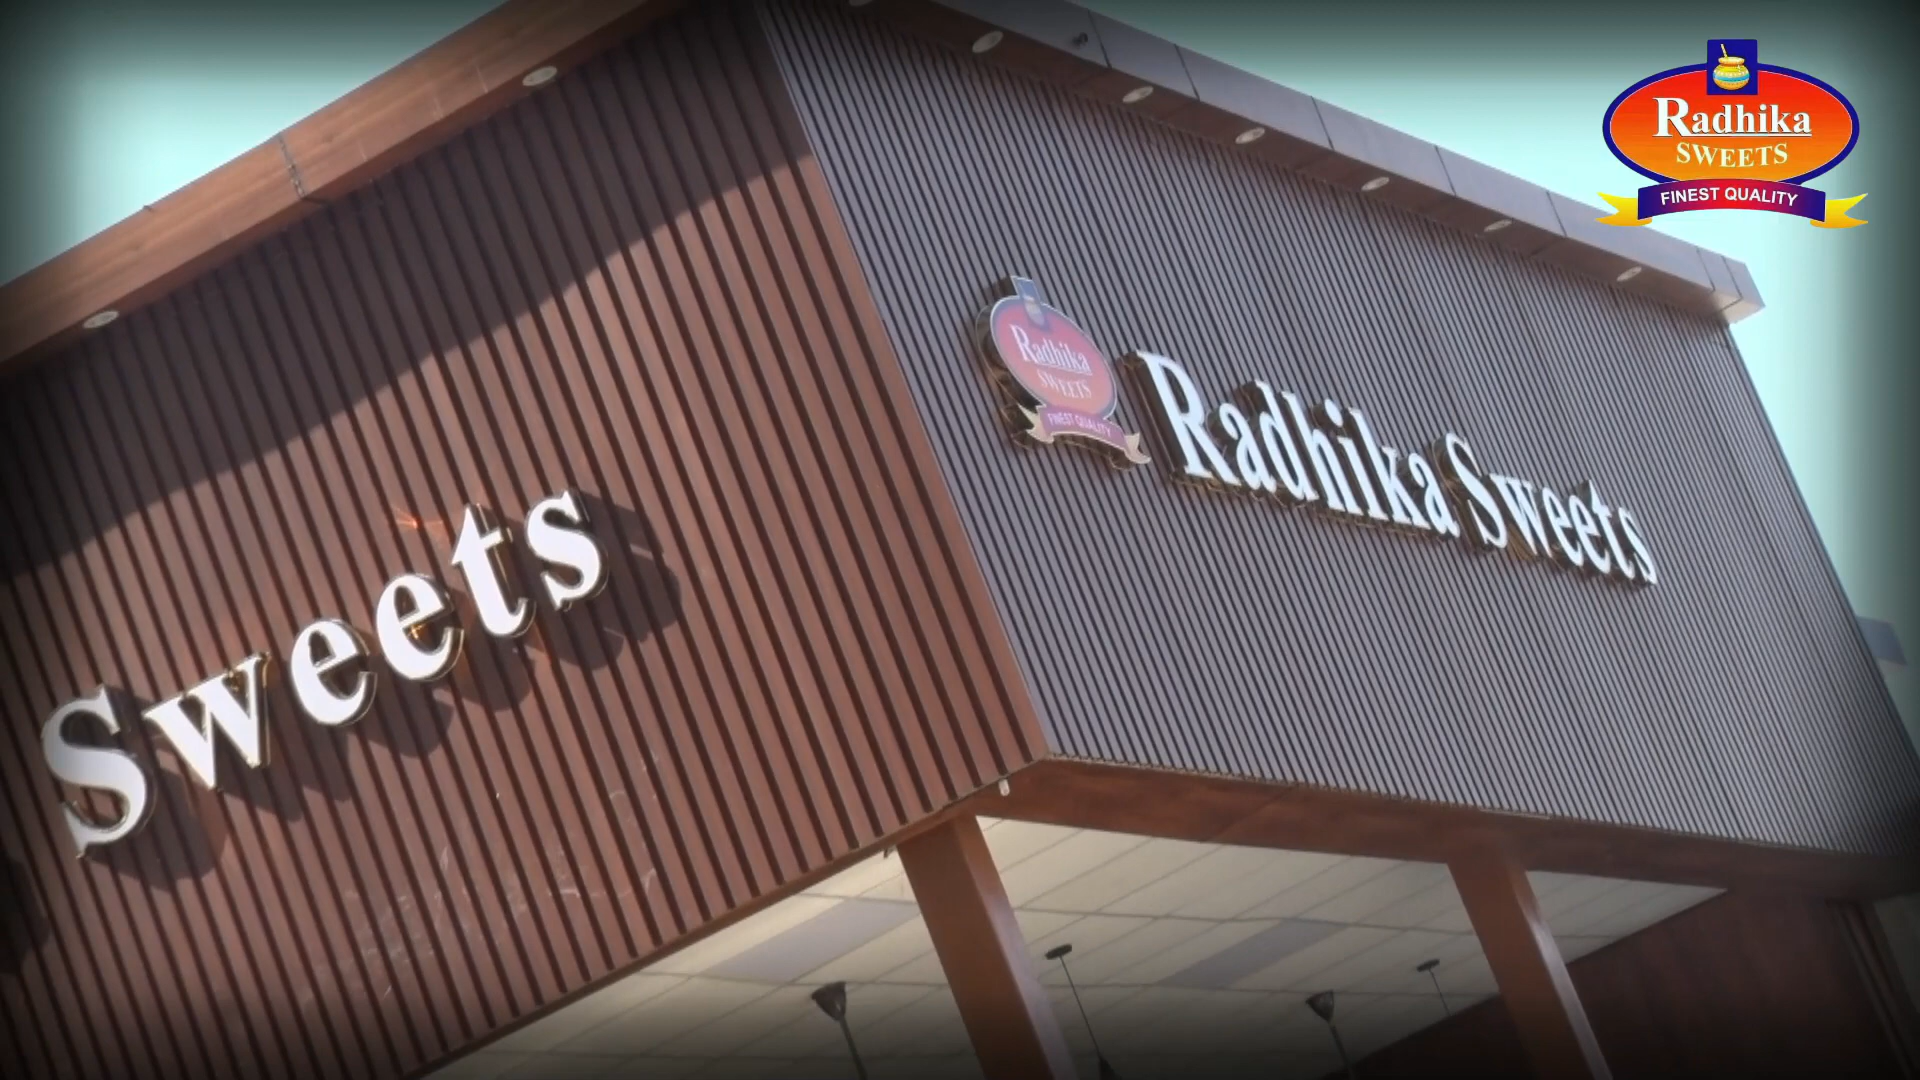 Radhika
SWEETS
FINEST QUALITY
Radhika
SWEETS
FINEST QUALITY
Radhika Sweets
Sweets